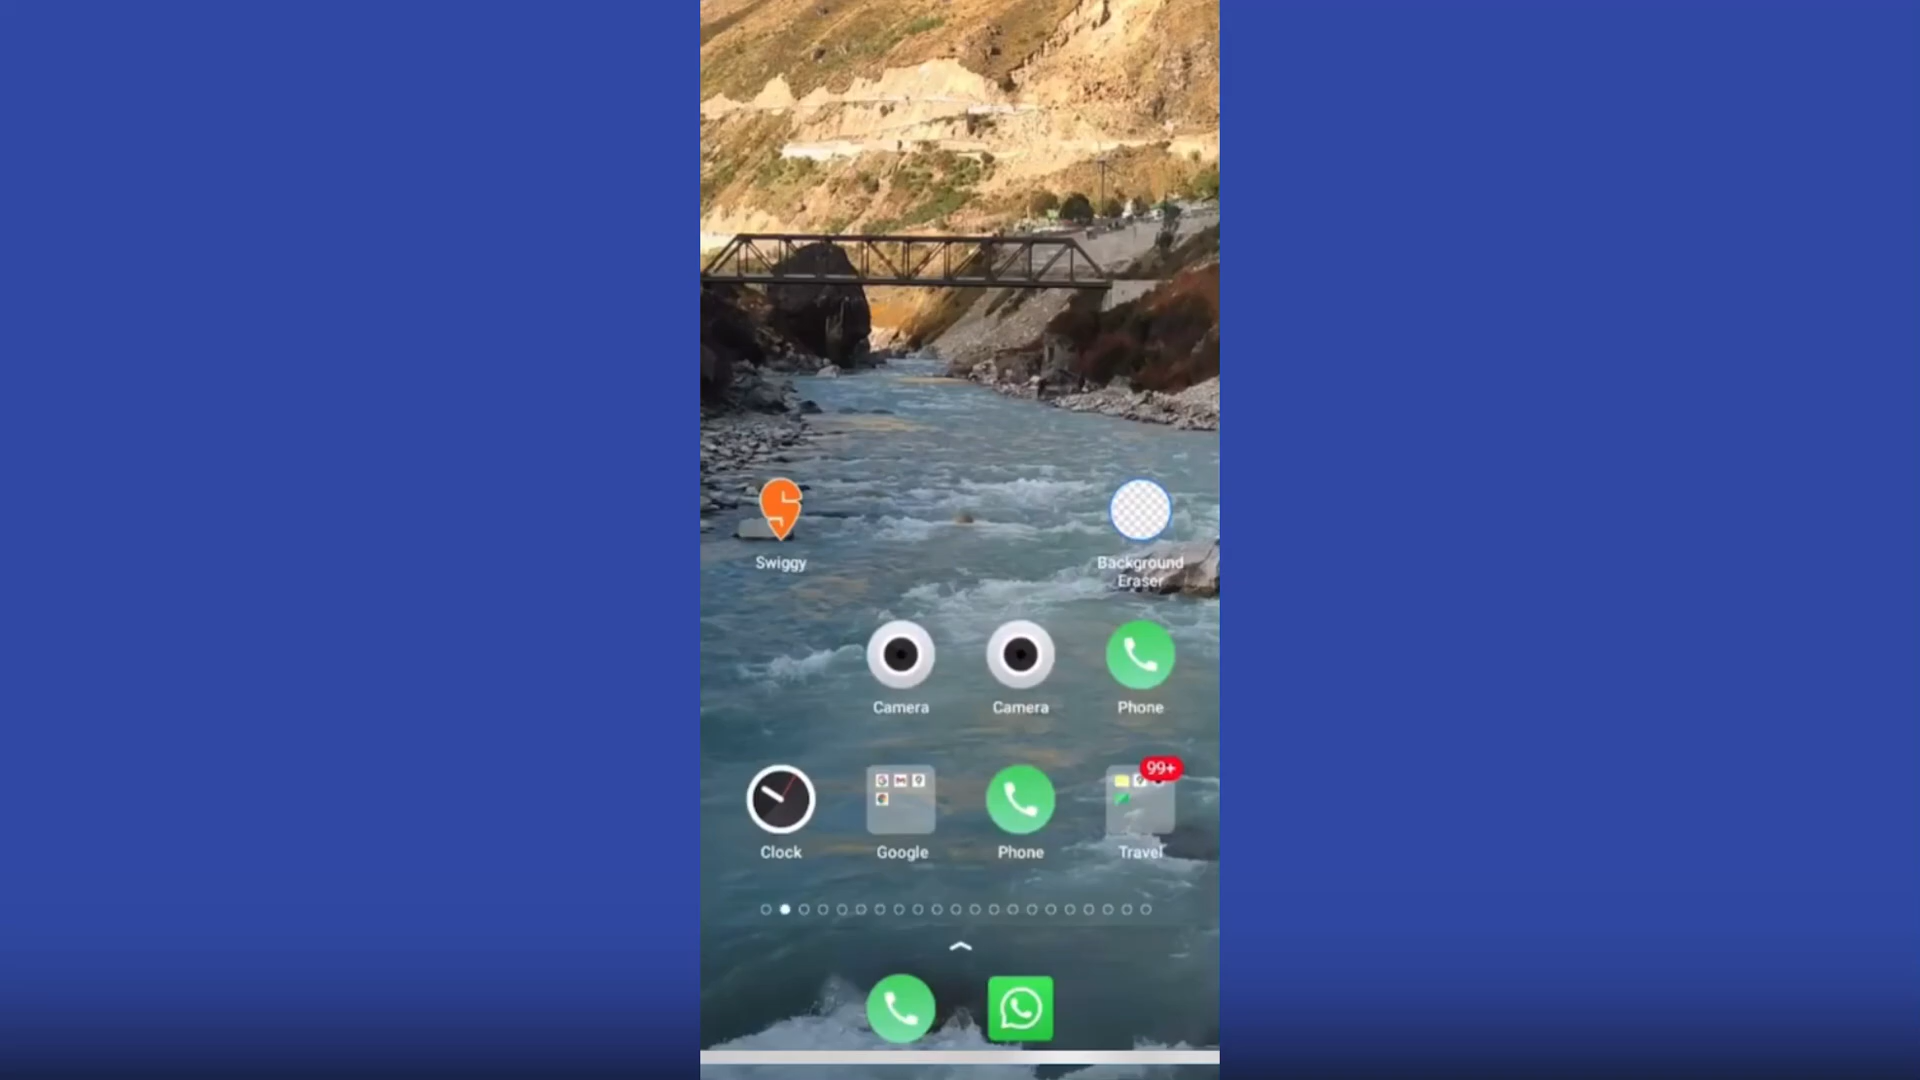 Swiggy
Background
Eraser
Camera
Camera
Phone
99+
Clock
Google
Phone
Travel